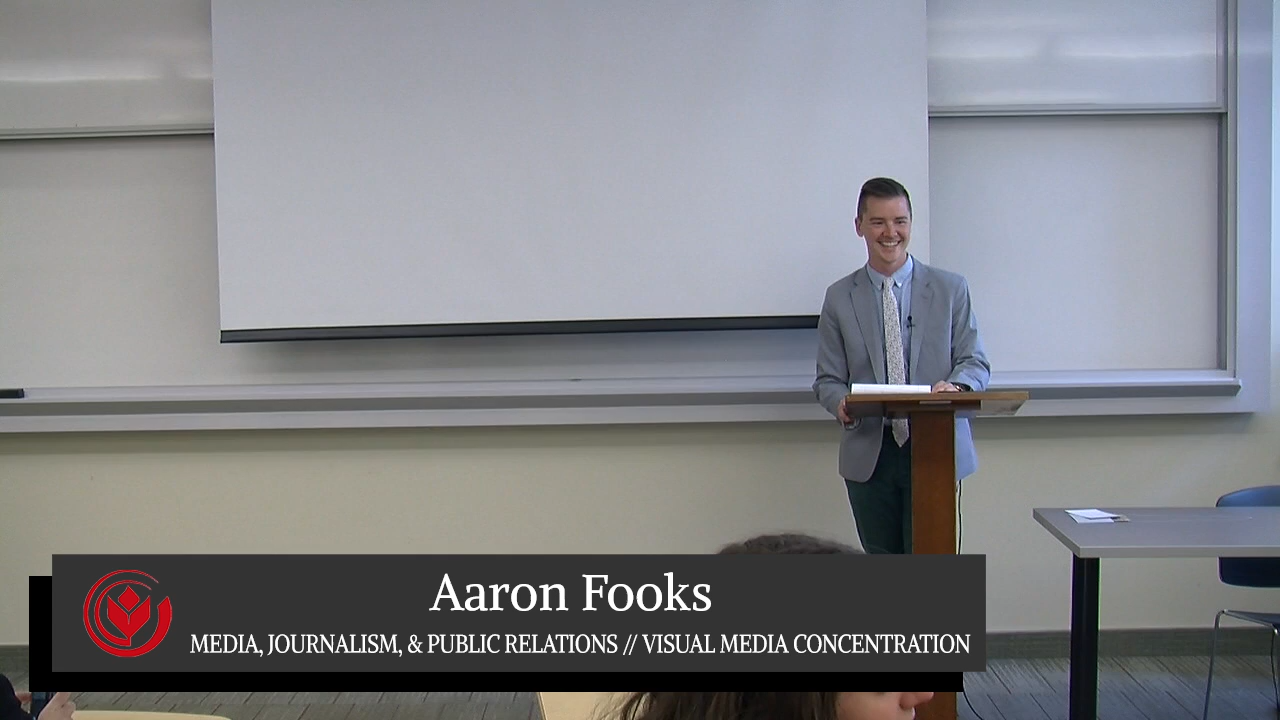 Aaron Fooks
MEDIA, JOURNALISM, & PUBLIC RELATIONS // VISUAL MEDIA CONCENTRATION